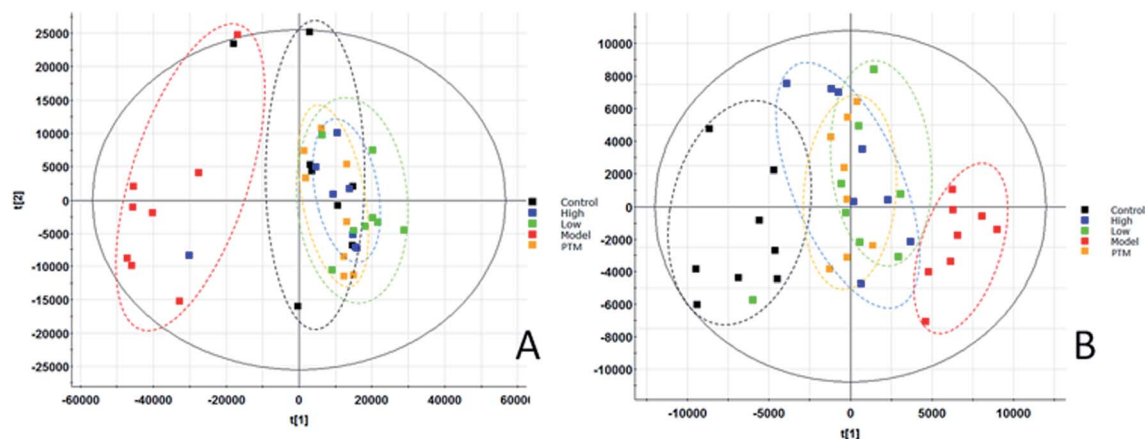 25000
20000
15000
10000
5000
0
-5000
-10000
-15000
-20000
-25000
t[2]
-60000 -40000 -20000 0 20000 40000 60000
t[1]
Control
High
Low
Model
PTM
A
10000
8000
6000
4000
2000
0
-2000
-4000
-6000
-8000
-10000
-10000 -5000 0 5000 10000
t[1]
Control
High
Low
Model
PTM
B